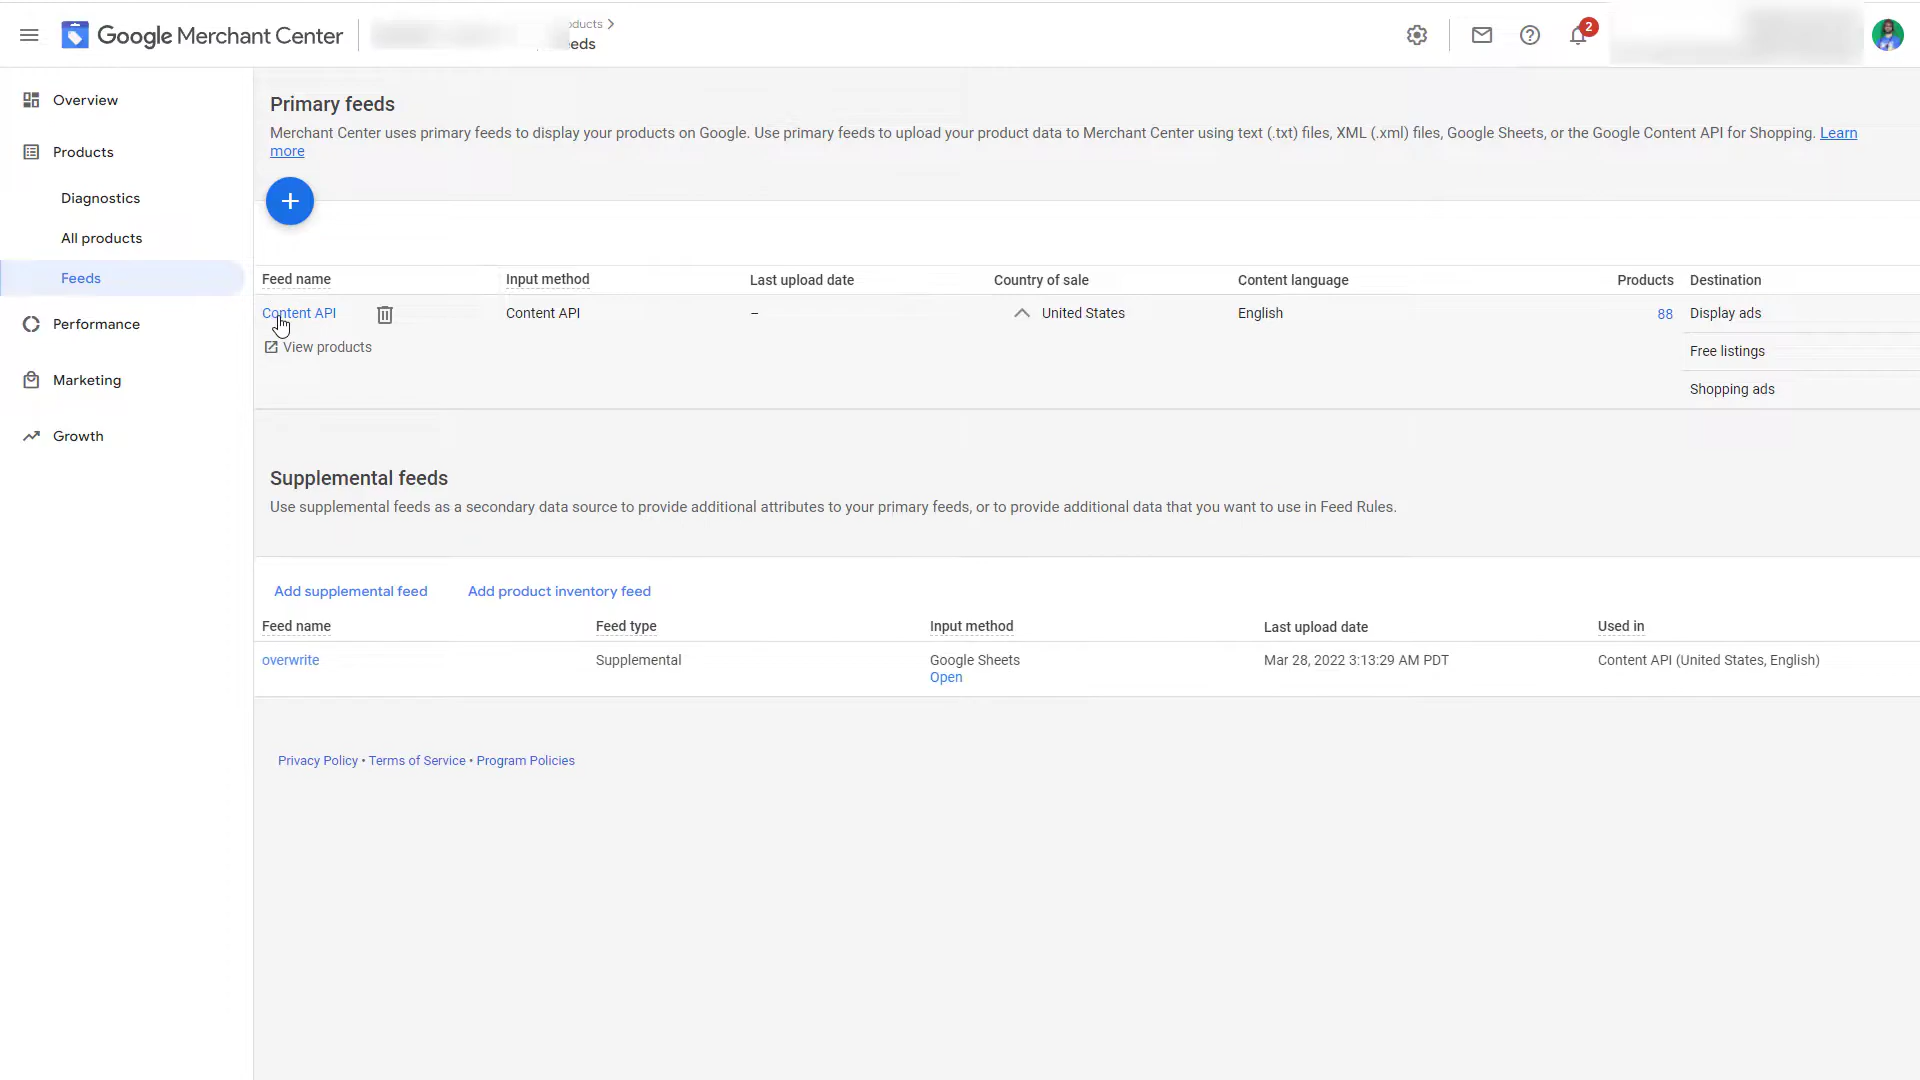 Google Merchant Center
2
Overview
Products
Diagnostics
All products
Feeds
Performance
Marketing
Growth
Primary feeds
Merchant Center uses primary feeds to display your products on Google. Use primary feeds to upload your product data to Merchant Center using text (.txt) files, XML (.xml) files, Google Sheets, or the Google Content API for Shopping. Learn
more
Feed name Input method Last upload date Country of sale Content language Products Destination
Content API Content API – United States English 88 Display ads
View products Free listings
Shopping ads
Supplemental feeds
Use supplemental feeds as a secondary data source to provide additional attributes to your primary feeds, or to provide additional data that you want to use in Feed Rules.
Add supplemental feed Add product inventory feed
Feed name Feed type Input method Last upload date Used in
overwrite Supplemental Google Sheets Mar 28, 2022 3:13:29 AM PDT Content API (United States, English)
Open
Privacy Policy • Terms of Service • Program Policies